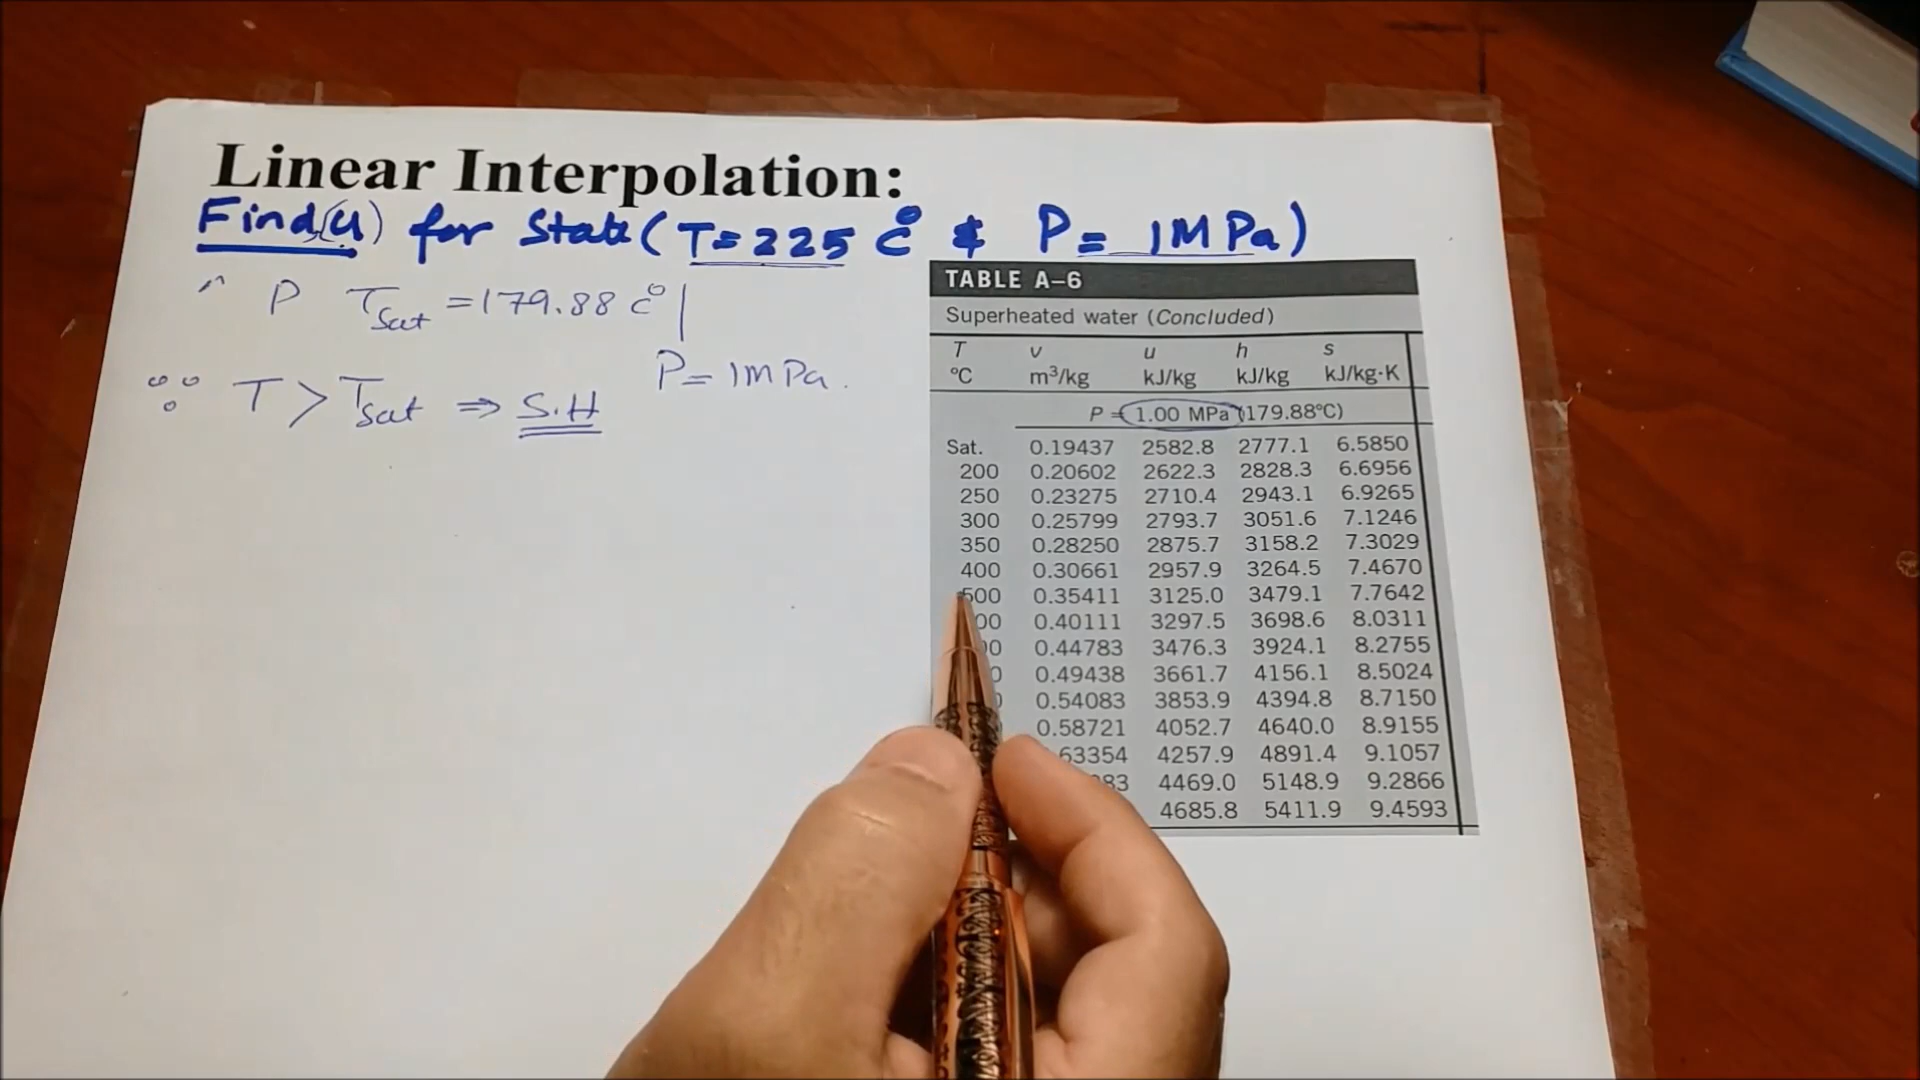 Linear Interpolation:
Find (u) for State (T=225 C° & P= 1MPa)
P Tsat =179.88 C° |
P=1MPa.
∵ T > Tsat ⇒ S.H
TABLE A–6
Superheated water (Concluded)
T v u h s
°C m³/kg kJ/kg kJ/kg kJ/kg·K
P = 1.00 MPa (179.88°C)
Sat. 0.19437 2582.8 2777.1 6.5850
200 0.20602 2622.3 2828.3 6.6956
250 0.23275 2710.4 2943.1 6.9265
300 0.25799 2793.7 3051.6 7.1246
350 0.28250 2875.7 3158.2 7.3029
400 0.30661 2957.9 3264.5 7.4670
500 0.35411 3125.0 3479.1 7.7642
00 0.40111 3297.5 3698.6 8.0311
0 0.44783 3476.3 3924.1 8.2755
0 0.49438 3661.7 4156.1 8.5024
0.54083 3853.9 4394.8 8.7150
0.58721 4052.7 4640.0 8.9155
.63354 4257.9 4891.4 9.1057
83 4469.0 5148.9 9.2866
4685.8 5411.9 9.4593